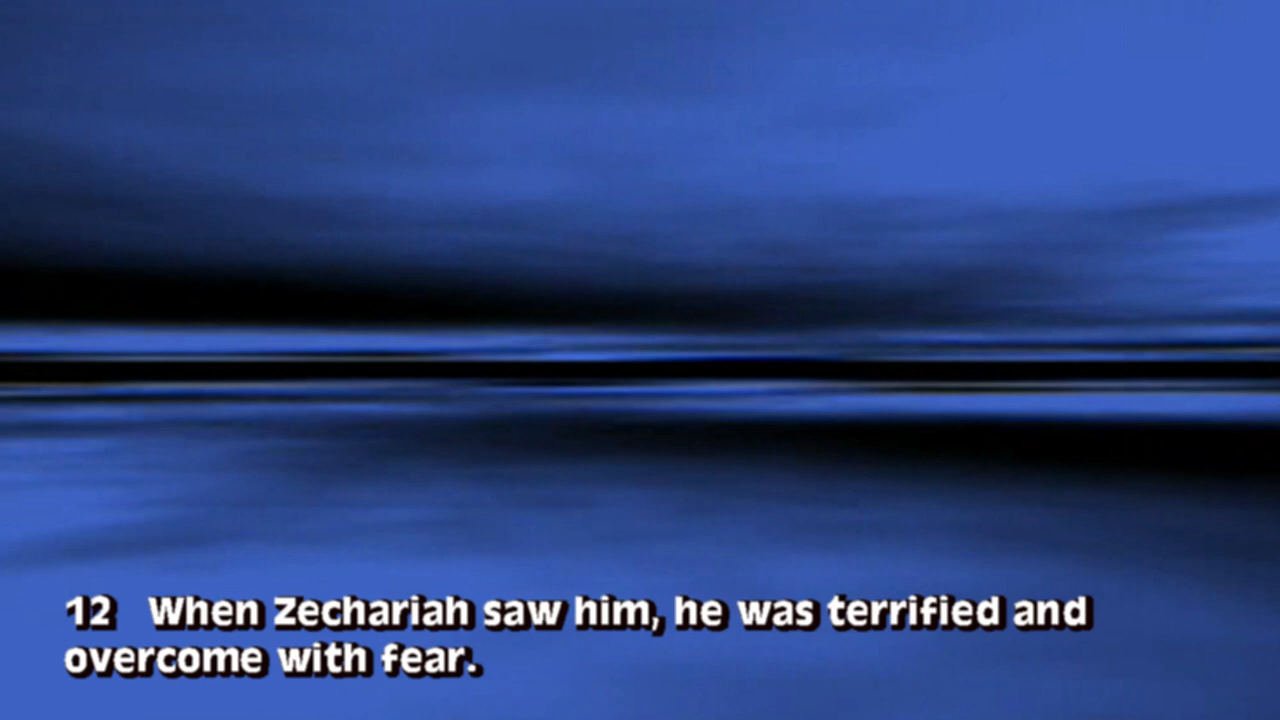 12 When Zechariah saw him, he was terrified and
overcome with fear.